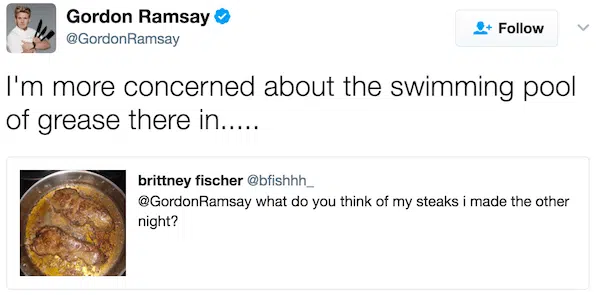 Gordon Ramsay
@GordonRamsay
Follow
I'm more concerned about the swimming pool
of grease there in.....
brittney fischer @bfishhh_
@GordonRamsay what do you think of my steaks i made the other
night?